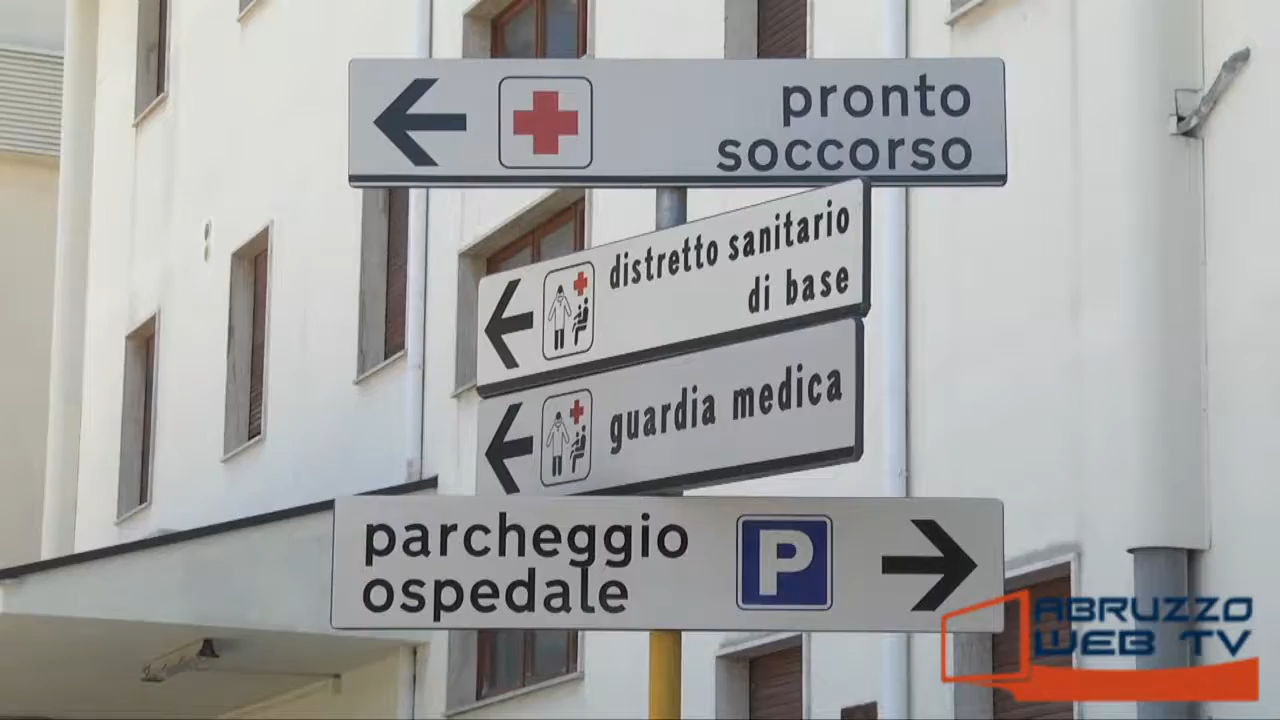 pronto
soccorso
distretto sanitario
di base
guardia medica
parcheggio
ospedale
P
ABRUZZO
WEB TV